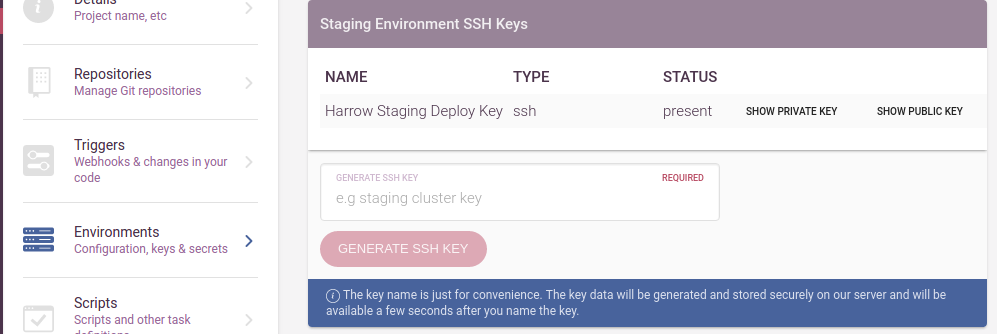 Details
Project name, etc
Repositories
Manage Git repositories
Triggers
Webhooks & changes in your
code
Environments
Configuration, keys & secrets
Scripts
Scripts and other task
definitions
Staging Environment SSH Keys
NAME TYPE STATUS
Harrow Staging Deploy Key ssh present SHOW PRIVATE KEY SHOW PUBLIC KEY
GENERATE SSH KEY REQUIRED
e.g staging cluster key
GENERATE SSH KEY
The key name is just for convenience. The key data will be generated and stored securely on our server and will be
available a few seconds after you name the key.